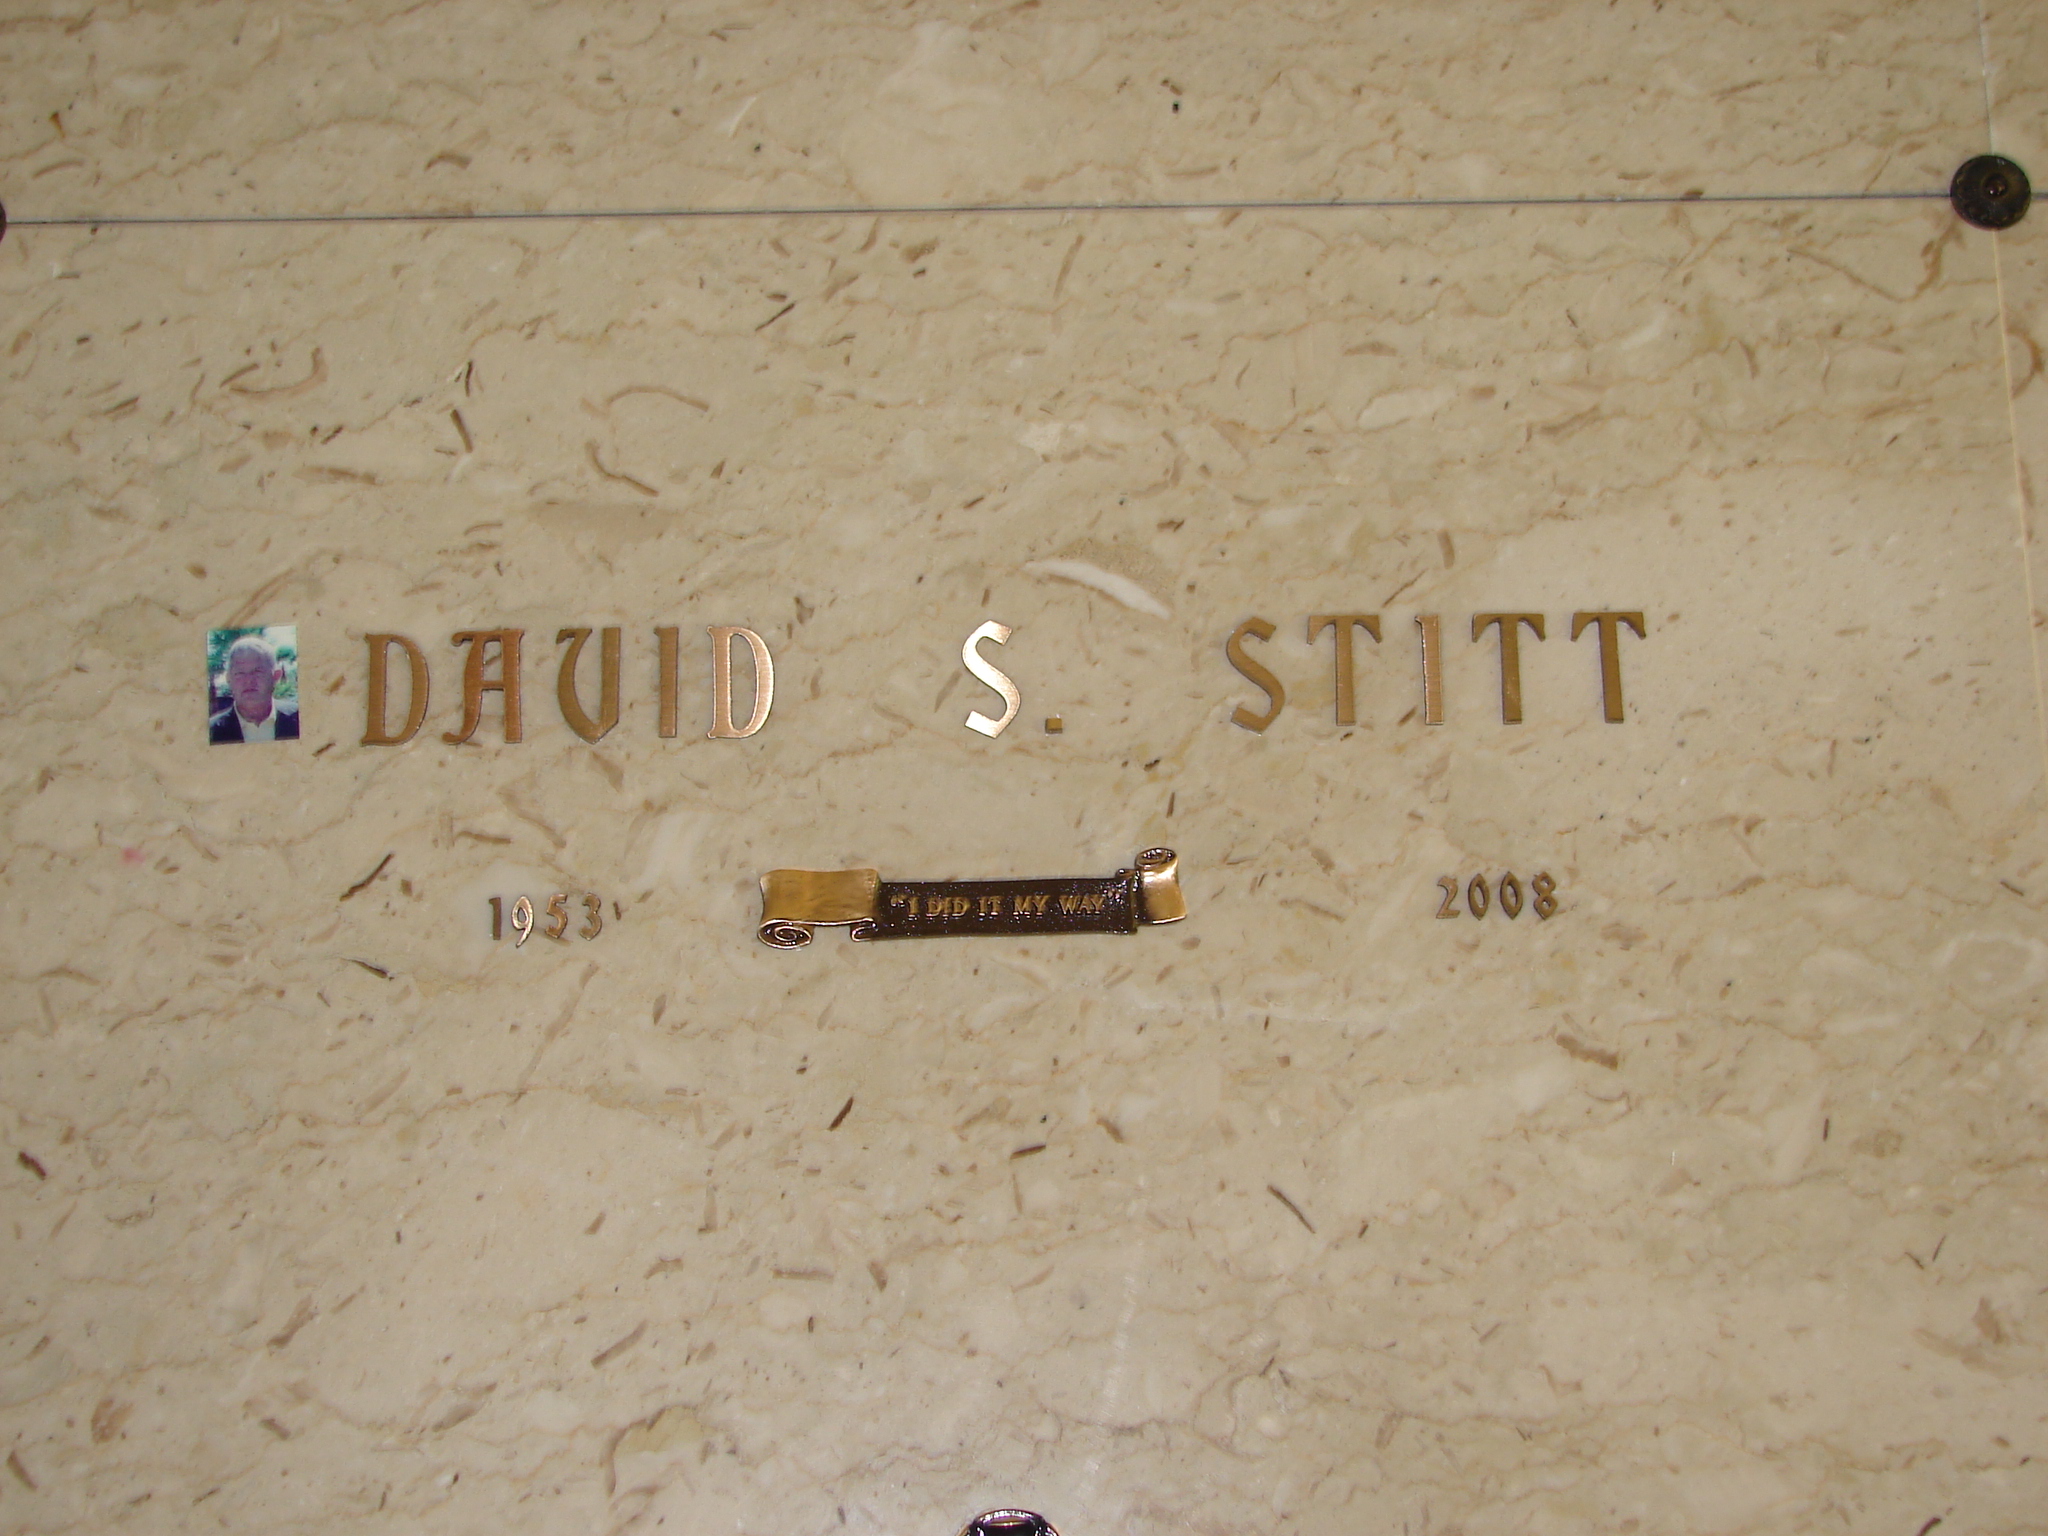 DAVID S. STITT
1953 "I DID IT MY WAY" 2008